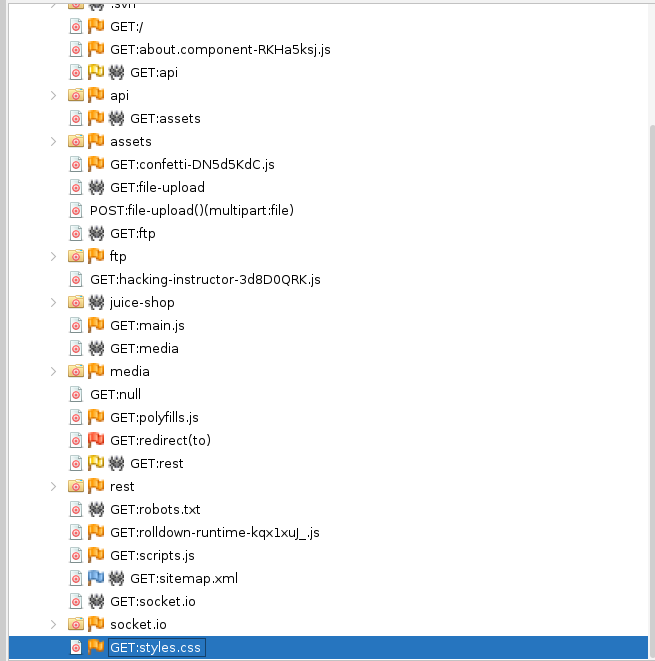 .svn
GET:/
GET:about.component-RKHa5ksj.js
GET:api
api
GET:assets
assets
GET:confetti-DN5d5KdC.js
GET:file-upload
POST:file-upload()(multipart:file)
GET:ftp
ftp
GET:hacking-instructor-3d8D0QRK.js
juice-shop
GET:main.js
GET:media
media
GET:null
GET:polyfills.js
GET:redirect(to)
GET:rest
rest
GET:robots.txt
GET:rolldown-runtime-kqx1xuJ_.js
GET:scripts.js
GET:sitemap.xml
GET:socket.io
socket.io
GET:styles.css